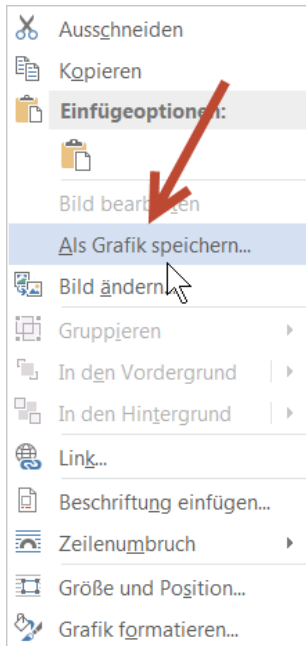 Ausschneiden
Kopieren
Einfügeoptionen:
Bild bearbeiten
Als Grafik speichern...
Bild ändern...
Gruppieren
In den Vordergrund
In den Hintergrund
Link...
Beschriftung einfügen...
Zeilenumbruch
Größe und Position...
Grafik formatieren...